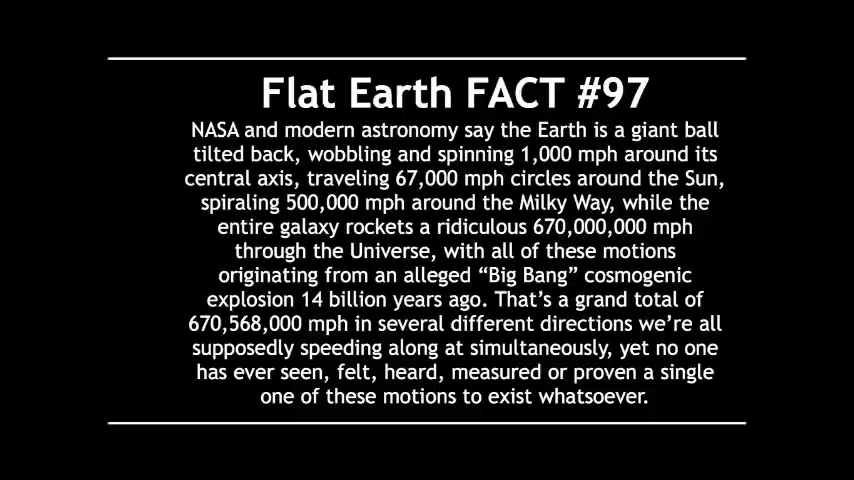 Flat Earth FACT #97
NASA and modern astronomy say the Earth is a giant ball
tilted back, wobbling and spinning 1,000 mph around its
central axis, traveling 67,000 mph circles around the Sun,
spiraling 500,000 mph around the Milky Way, while the
entire galaxy rockets a ridiculous 670,000,000 mph
through the Universe, with all of these motions
originating from an alleged “Big Bang” cosmogenic
explosion 14 billion years ago. That’s a grand total of
670,568,000 mph in several different directions we’re all
supposedly speeding along at simultaneously, yet no one
has ever seen, felt, heard, measured or proven a single
one of these motions to exist whatsoever.